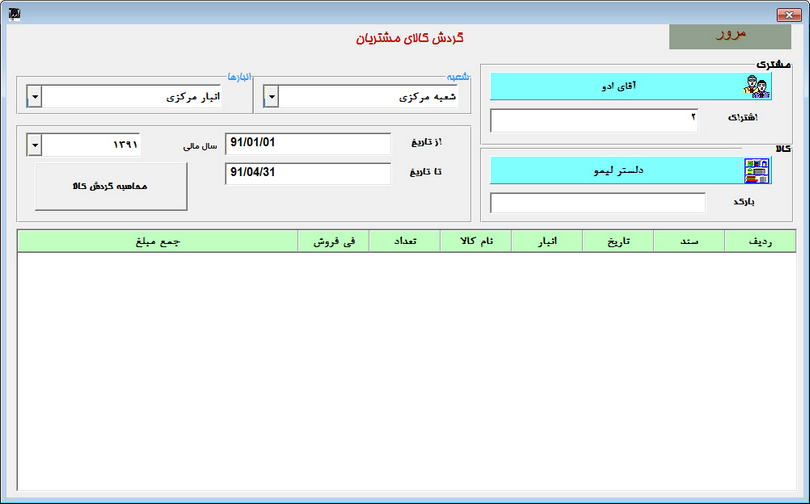 مرور
گردش کالای مشتریان
مشترک
آقای ادو
اشتراک
۲
شعبه
شعبه مرکزی
انبارها
انبار مرکزی
کالا
دلستر لیمو
بارکد
از تاریخ
91/01/01
سال مالی
۱۳۹۱
تا تاریخ
91/04/31
محاسبه گردش کالا
ردیف سند تاریخ انبار نام کالا تعداد فی فروش جمع مبلغ